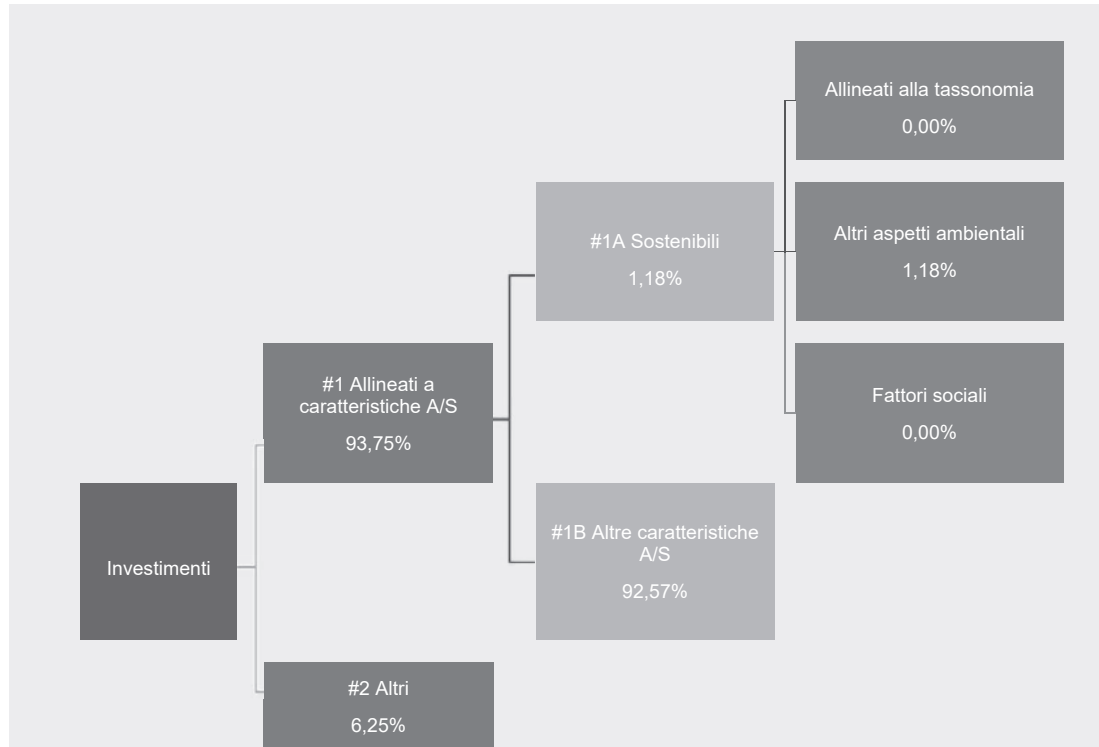 Allineati alla tassonomia
0,00%
#1A Sostenibili
1,18%
Altri aspetti ambientali
1,18%
#1 Allineati a
caratteristiche A/S
93,75%
Fattori sociali
0,00%
Investimenti
#1B Altre caratteristiche
A/S
92,57%
#2 Altri
6,25%